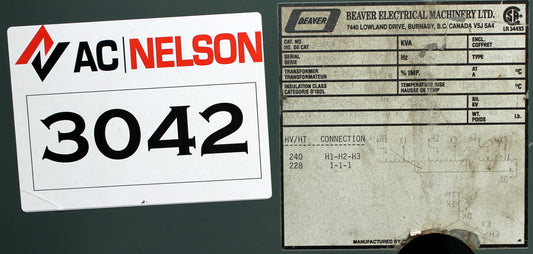 AC|NELSON
3042
BEAVER
BEAVER ELECTRICAL MACHINERY LTD.
7440 LOWLAND DRIVE, BURNABY, B.C. CANADA V5J 5A4
LR 34493
CAT. NO.
NO. DE CAT
KVA
ENCL.
COFFRET
SERIAL
SERIE
Hz
TYPE
TRANSFORMER
TRANSFORMATEUR
% IMP.
AT
A
°C
INSULATION CLASS
CATEGORIE D'ISOL
TEMPERATURE RISE
HAUSSE DE TEMP
°C
BIL
KV
WT.
POIDS
Lb.
HV/HT CONNECTION
240 H1-H2-H3
228 1-1-1
X0
MANUFACTURED BY